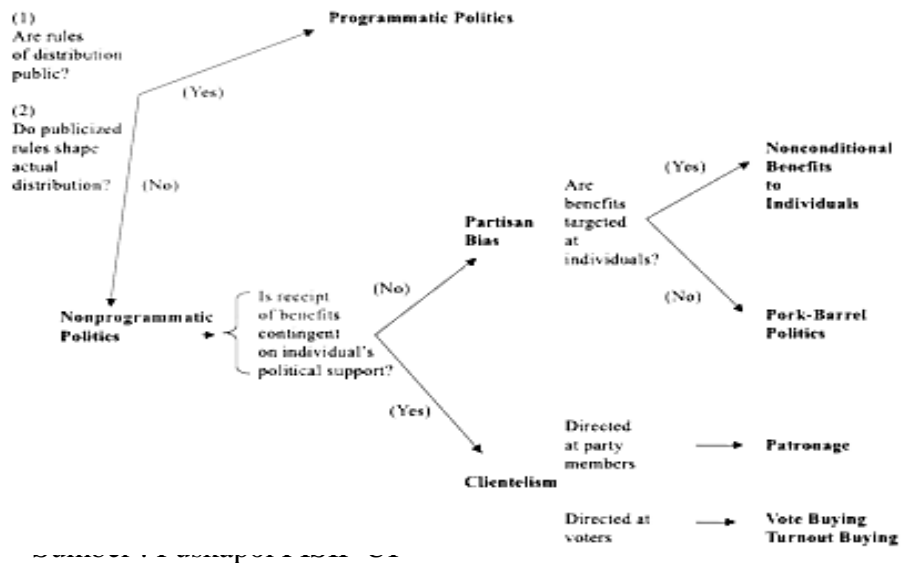 (1)
Are rules
of distribution
public?
(2)
Do publicized
rules shape
actual
distribution?
(Yes)
(No)
Programmatic Politics
Nonprogrammatic
Politics
Is receipt
of benefits
contingent
on individual's
political support?
(No)
(Yes)
Partisan
Bias
Are
benefits
targeted
at
individuals?
(Yes)
(No)
Nonconditional
Benefits
to
Individuals
Pork-Barrel
Politics
Clientelism
Directed
at party
members
Patronage
Directed at
voters
Vote Buying
Turnout Buying